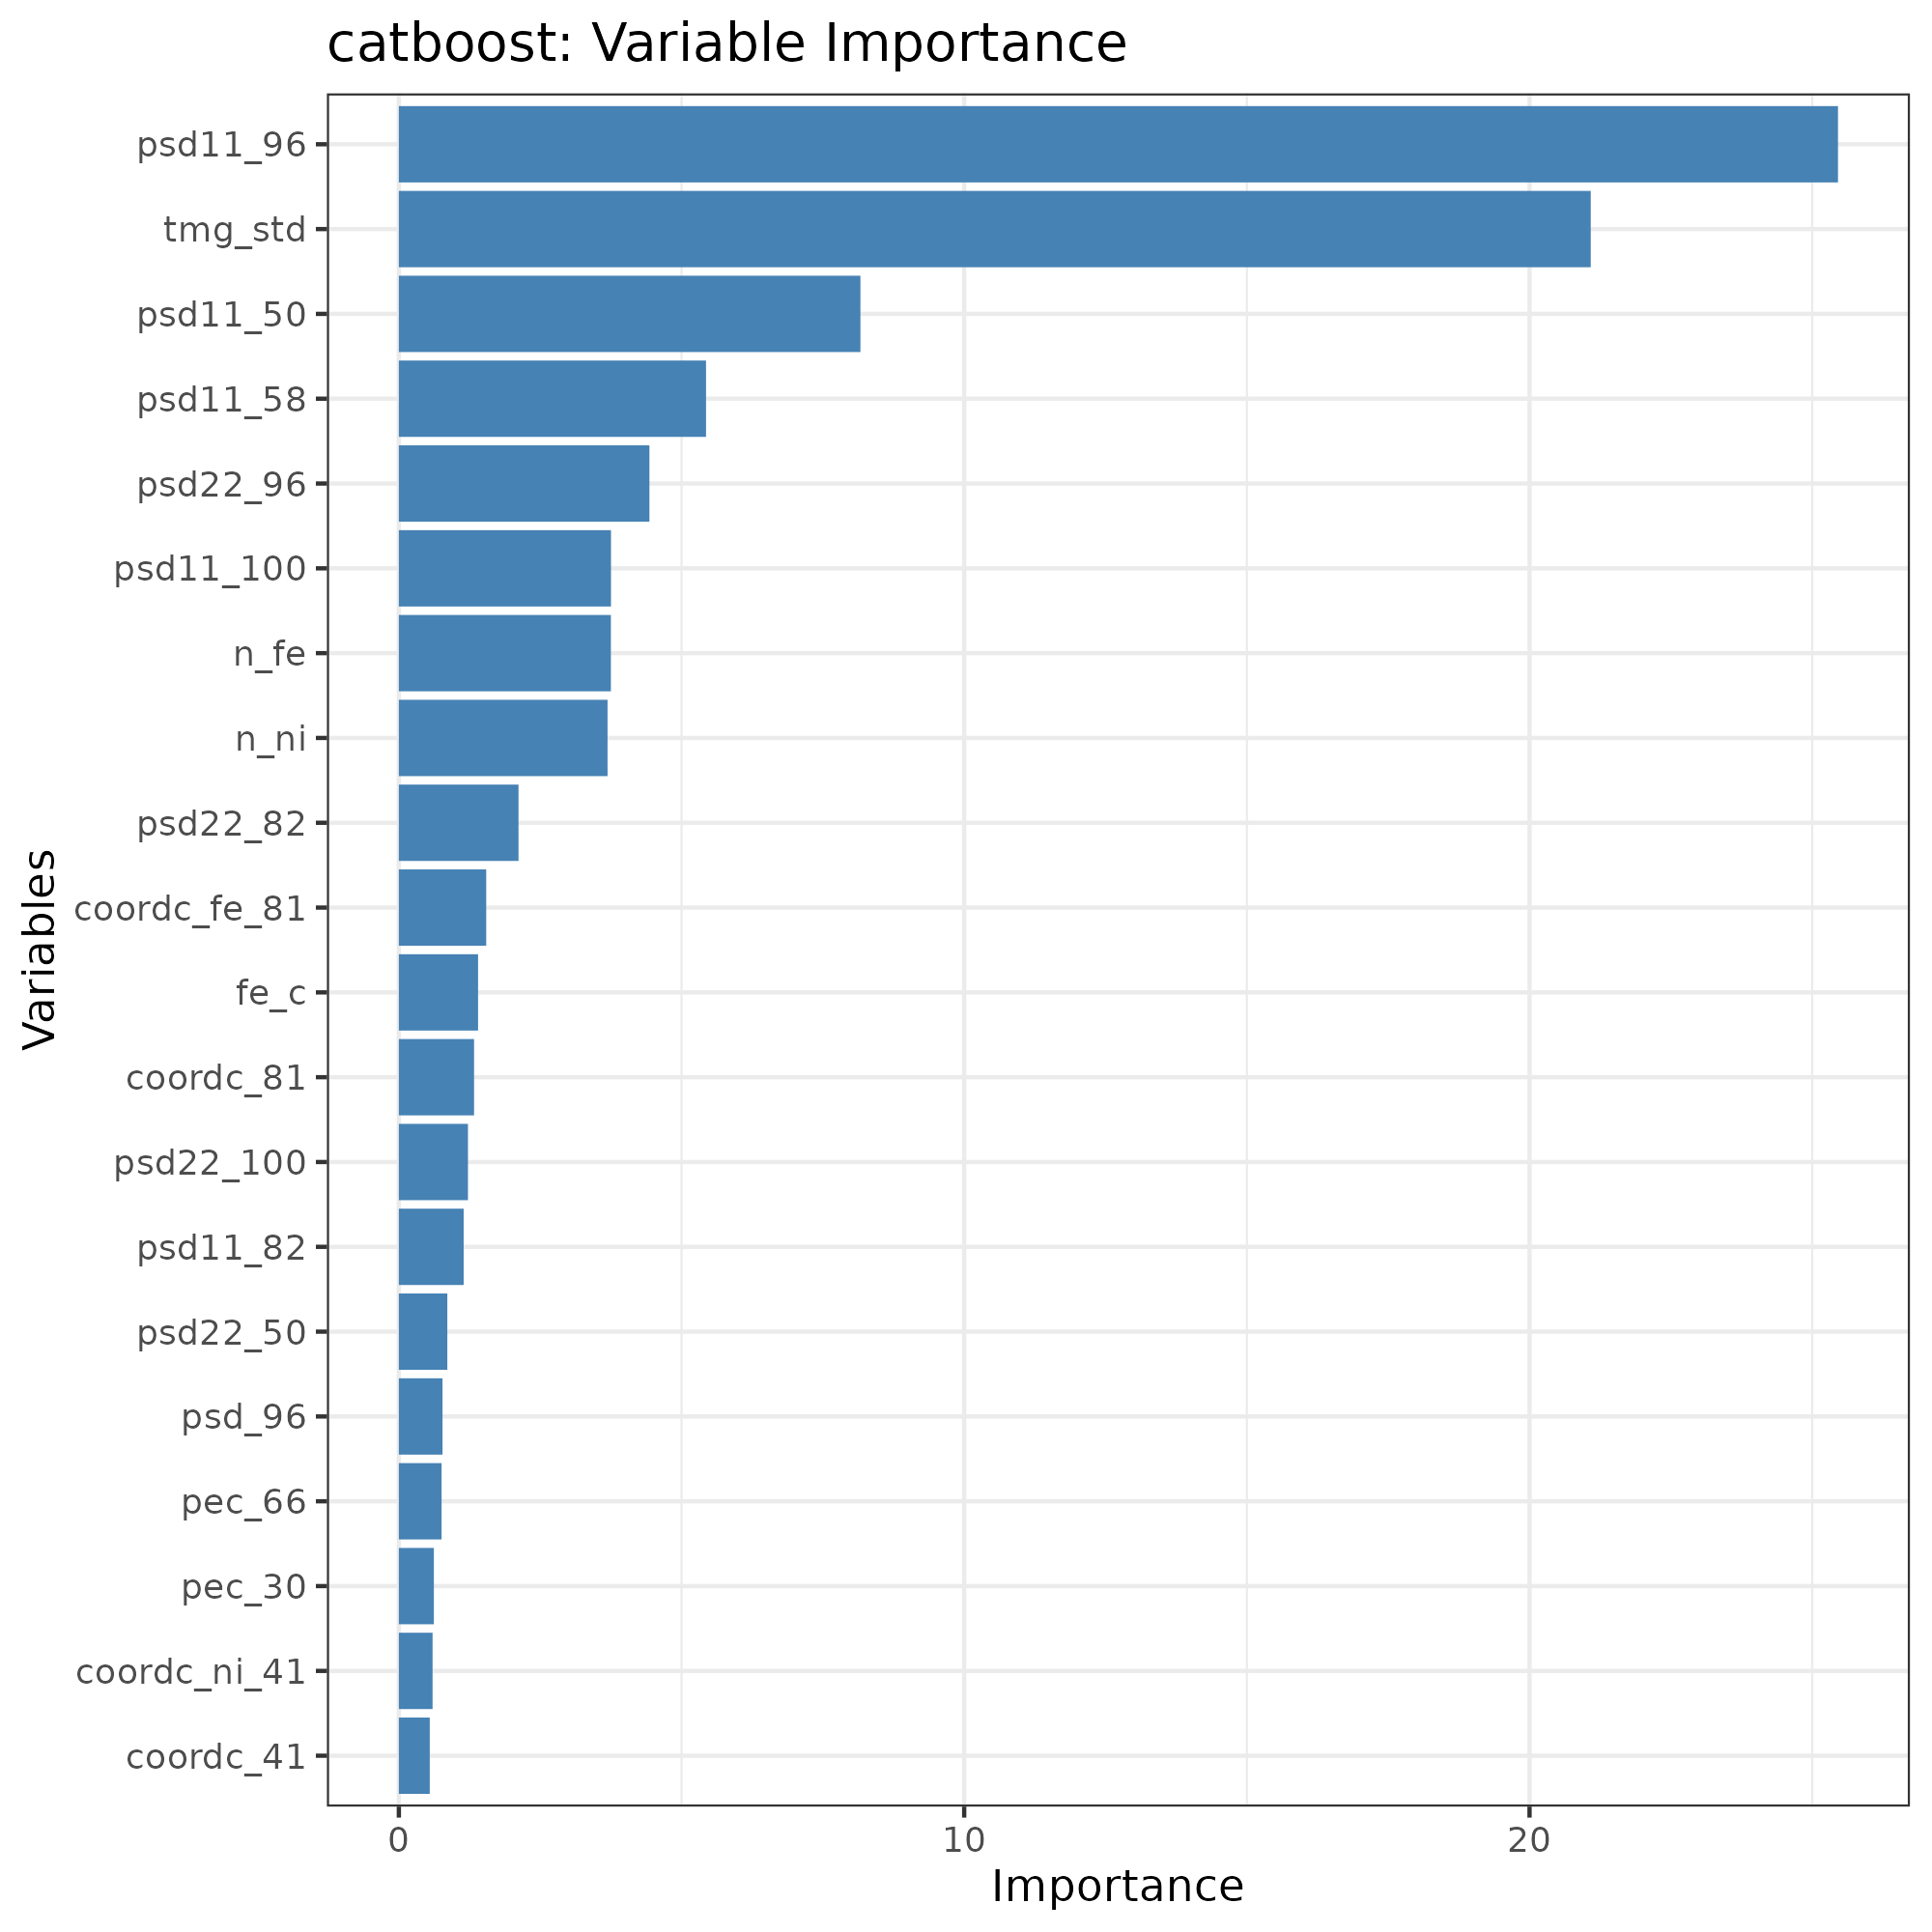 catboost: Variable Importance
psd11_96
tmg_std
psd11_50
psd11_58
psd22_96
psd11_100
n_fe
n_ni
psd22_82
coordc_fe_81
fe_c
coordc_81
psd22_100
psd11_82
psd22_50
psd_96
pec_66
pec_30
coordc_ni_41
coordc_41
Variables
0 10 20
Importance